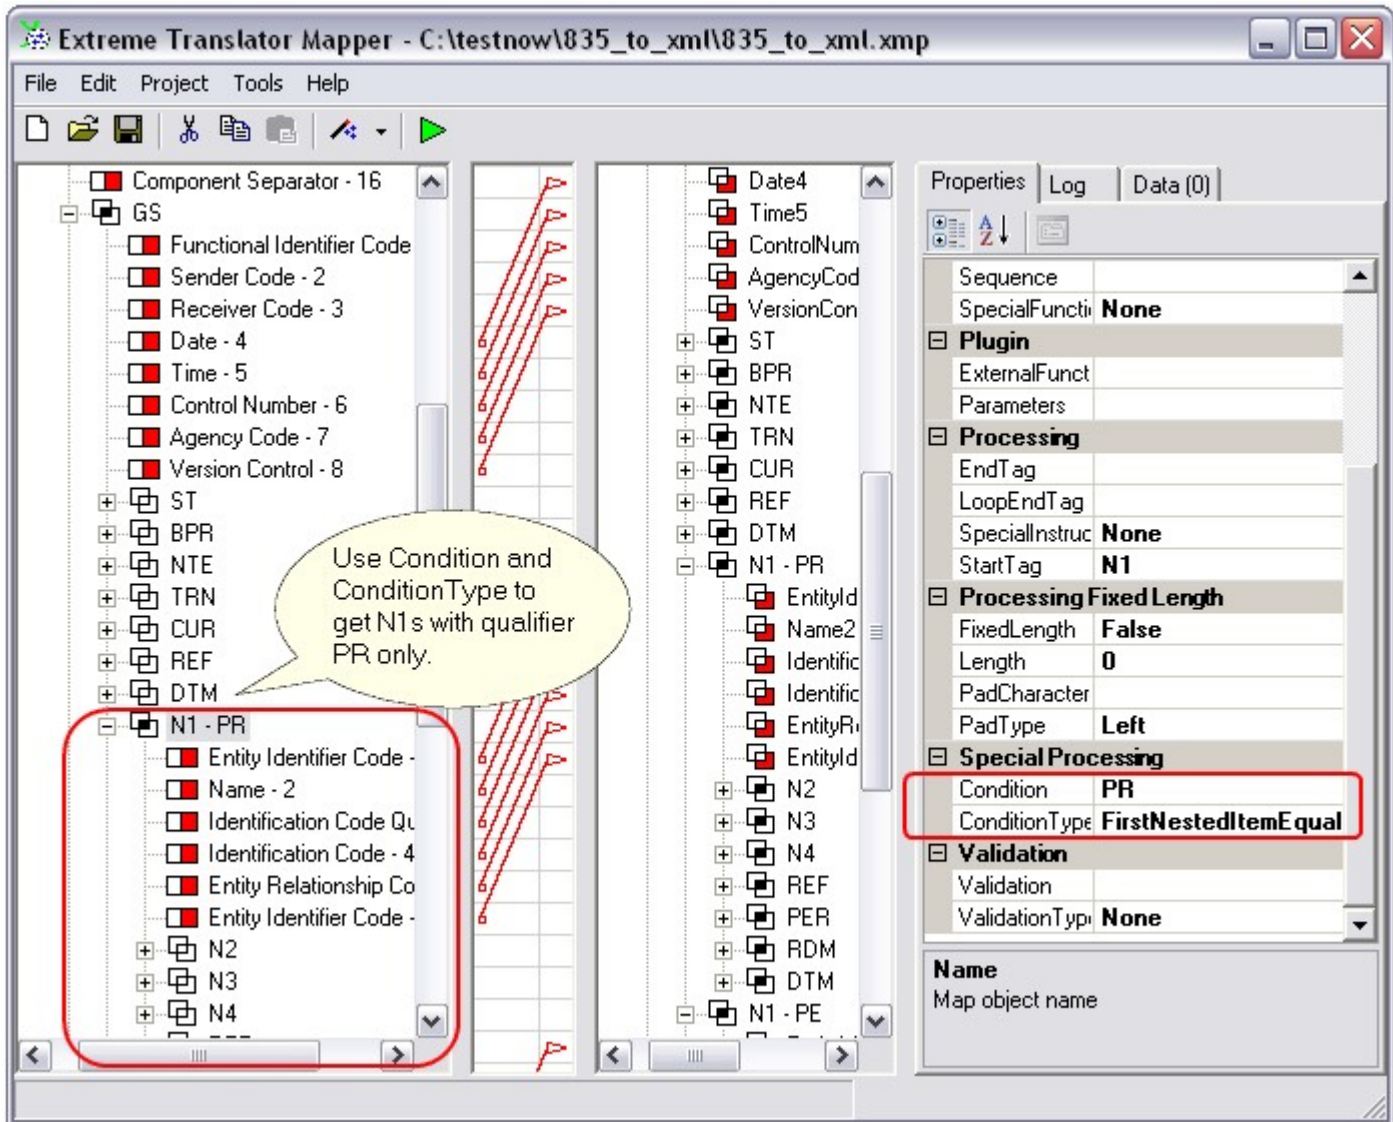 Extreme Translator Mapper - C:\testnow\835_to_xml\835_to_xml.xmp
File Edit Project Tools Help
Component Separator - 16
GS
Functional Identifier Code
Sender Code - 2
Receiver Code - 3
Date - 4
Time - 5
Control Number - 6
Agency Code - 7
Version Control - 8
ST
BPR
NTE
TRN
CUR
REF
DTM
N1 - PR
Entity Identifier Code -
Name - 2
Identification Code Qu
Identification Code - 4
Entity Relationship Co
Entity Identifier Code -
N2
N3
N4
Use Condition and
ConditionType to
get N1s with qualifier
PR only.
Date4
Time5
ControlNum
AgencyCod
VersionCon
ST
BPR
NTE
TRN
CUR
REF
DTM
N1 - PR
EntityId
Name2
Identific
Identific
EntityRe
EntityId
N2
N3
N4
REF
PER
RDM
DTM
N1 - PE
Properties Log Data (0)
Sequence
SpecialFuncti None
Plugin
ExternalFunct
Parameters
Processing
EndTag
LoopEndTag
SpecialInstruc None
StartTag N1
Processing Fixed Length
FixedLength False
Length 0
PadCharacter
PadType Left
Special Processing
Condition PR
ConditionType FirstNestedItemEqual
Validation
Validation
ValidationTyp None
Name
Map object name